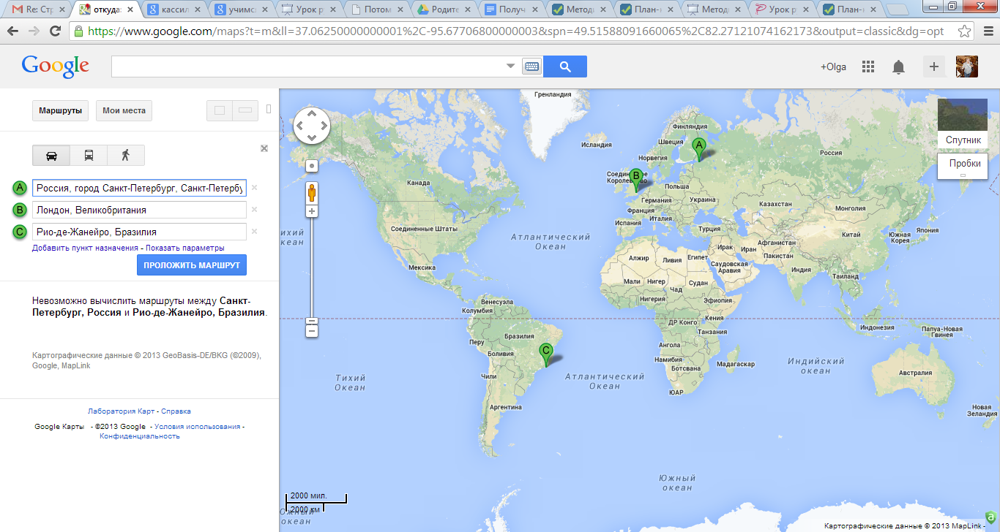 Re: Стр
откуда
кассил
учимс
Урок р
Потом
Родите
Получ
Методи
План-к
Методи
Урок р
План-к
https://www.google.com/maps?t=m&ll=37.06250000000001%2C-95.67706800000003&spn=49.51588091660065%2C82.27121074162173&output=classic&dg=opt
Google
+Olga
Маршруты
Мои места
A
Россия, город Санкт-Петербург, Санкт-Петербу
B
Лондон, Великобритания
C
Рио-де-Жанейро, Бразилия
Добавить пункт назначения - Показать параметры
ПРОЛОЖИТЬ МАРШРУТ
Невозможно вычислить маршруты между Санкт-
Петербург, Россия и Рио-де-Жанейро, Бразилия.
Картографические данные © 2013 GeoBasis-DE/BKG (©2009),
Google, MapLink
Лаборатория Карт - Справка
Google Карты - ©2013 Google - Условия использования -
Конфиденциальность
Спутник
Пробки
Гренландия
Исландия
Финляндия
Швеция
Норвегия
A
Россия
Соединенное
Королевство
B
Польша
Германия
Украина
Франция
Казахстан
Монголия
Испания
Италия
Турция
Китай
Южная
Корея
Япония
Канада
Соединенные Штаты
тихий
кеан
Атлантический
Океан
Мексика
Алжир
Ливия
Египет
Саудовская
Аравия
Ирак
Иран
Афганистан
Пакистан
Индия
Таиланд
Мали
Нигер
Судан
Чад
Нигерия
Эфиопия
Венесуэла
Колумбия
ДР Конго
Кения
Танзания
Индонезия
Папуа-Новая
Гвинея
Перу
Бразилия
Боливия
C
Ангола
Намибия
Ботсвана
Мадагаскар
Индийский
океан
Австралия
Чили
Тихий
Океан
Атлантический
Океан
ЮАР
Аргентина
Новая
Зеландия
Южный
океан
2000 мил.
2000 км
Южный
океан
Картографические данные © 2013 MapLink -
a